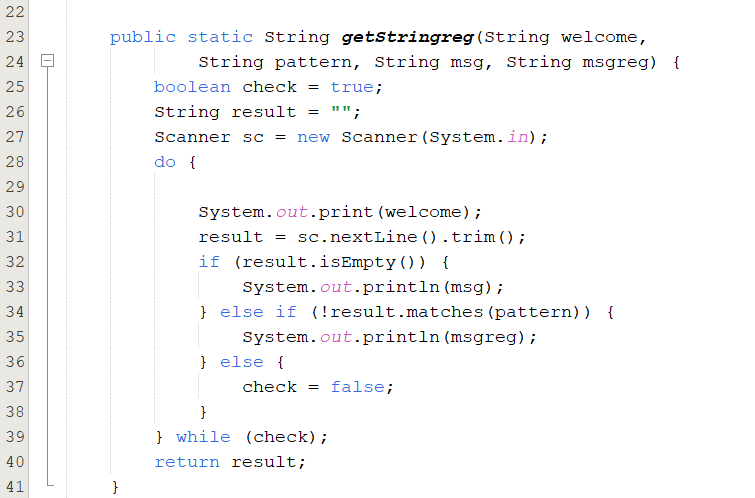 22
23 public static String getStringreg(String welcome,
24 String pattern, String msg, String msgreg) {
25 boolean check = true;
26 String result = "";
27 Scanner sc = new Scanner(System.in);
28 do {
29
30 System.out.print(welcome);
31 result = sc.nextLine().trim();
32 if (result.isEmpty()) {
33 System.out.println(msg);
34 } else if (!result.matches(pattern)) {
35 System.out.println(msgreg);
36 } else {
37 check = false;
38 }
39 } while (check);
40 return result;
41 }